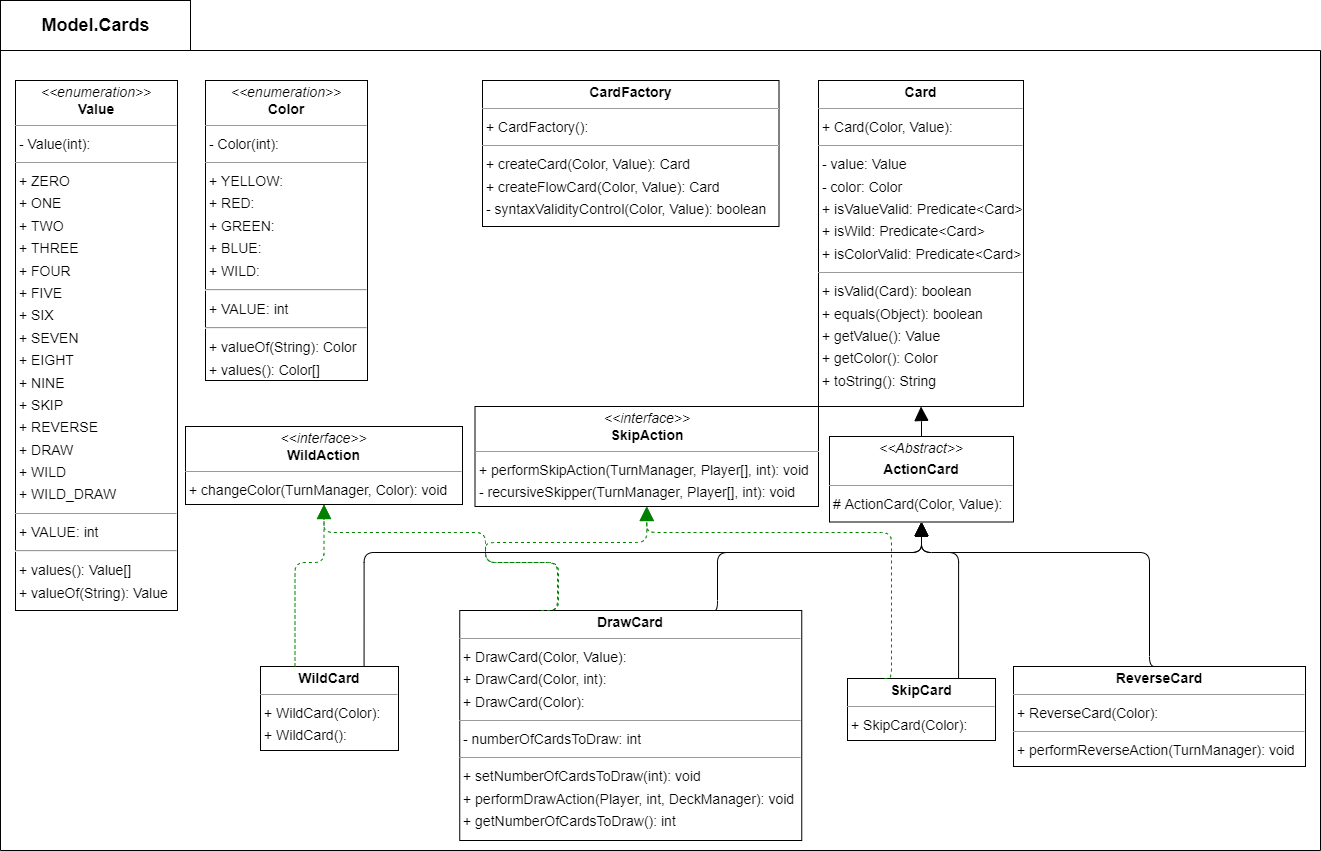 Model.Cards
<<enumeration>>
Value
- Value(int):
+ ZERO
+ ONE
+ TWO
+ THREE
+ FOUR
+ FIVE
+ SIX
+ SEVEN
+ EIGHT
+ NINE
+ SKIP
+ REVERSE
+ DRAW
+ WILD
+ WILD_DRAW
+ VALUE: int
+ values(): Value[]
+ valueOf(String): Value
<<enumeration>>
Color
- Color(int):
+ YELLOW:
+ RED:
+ GREEN:
+ BLUE:
+ WILD:
+ VALUE: int
+ valueOf(String): Color
+ values(): Color[]
CardFactory
+ CardFactory():
+ createCard(Color, Value): Card
+ createFlowCard(Color, Value): Card
- syntaxValidityControl(Color, Value): boolean
Card
+ Card(Color, Value):
- value: Value
- color: Color
+ isValueValid: Predicate<Card>
+ isWild: Predicate<Card>
+ isColorValid: Predicate<Card>
+ isValid(Card): boolean
+ equals(Object): boolean
+ getValue(): Value
+ getColor(): Color
+ toString(): String
<<interface>>
WildAction
+ changeColor(TurnManager, Color): void
<<interface>>
SkipAction
+ performSkipAction(TurnManager, Player[], int): void
- recursiveSkipper(TurnManager, Player[], int): void
<<Abstract>>
ActionCard
# ActionCard(Color, Value):
WildCard
+ WildCard(Color):
+ WildCard():
DrawCard
+ DrawCard(Color, Value):
+ DrawCard(Color, int):
+ DrawCard(Color):
- numberOfCardsToDraw: int
+ setNumberOfCardsToDraw(int): void
+ performDrawAction(Player, int, DeckManager): void
+ getNumberOfCardsToDraw(): int
SkipCard
+ SkipCard(Color):
ReverseCard
+ ReverseCard(Color):
+ performReverseAction(TurnManager): void